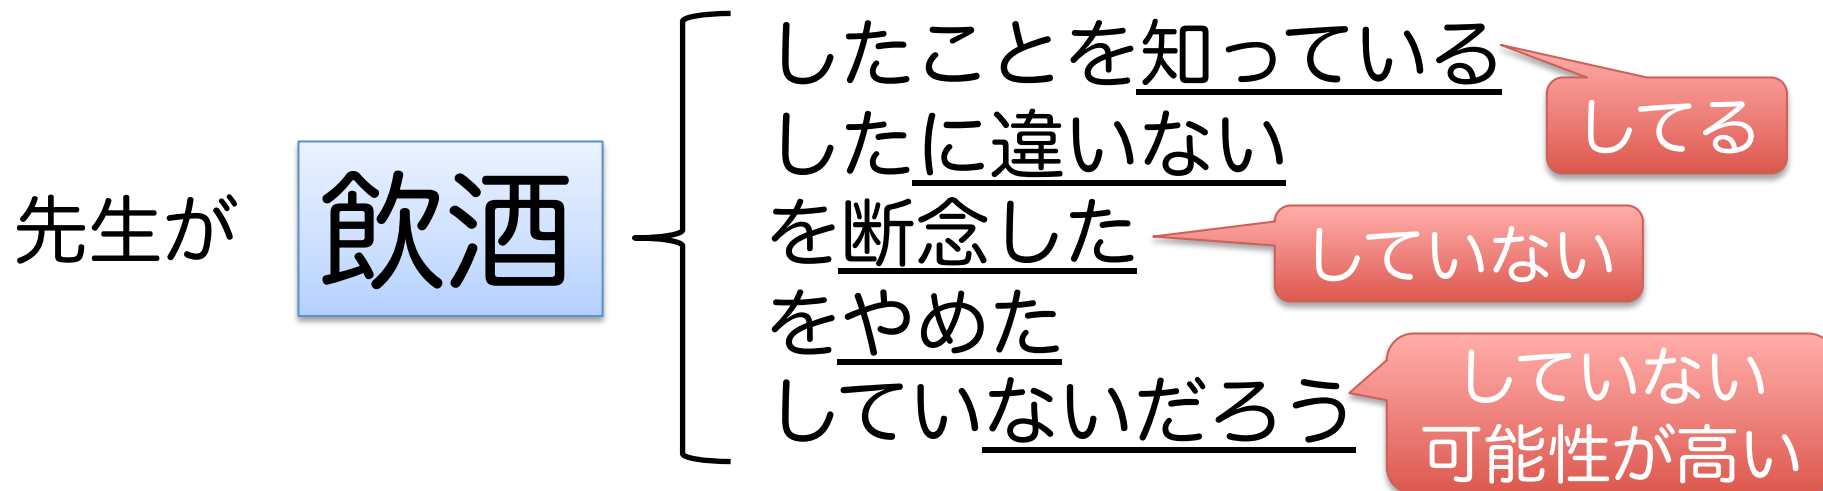 先生が
飲酒
したことを知っている
したに違いない
を断念した
をやめた
していないだろう
してる
していない
していない
可能性が高い